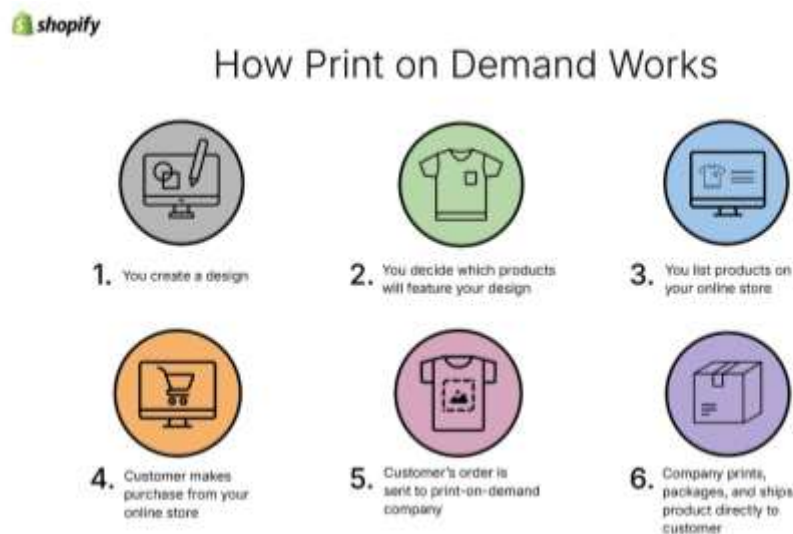 shopify
How Print on Demand Works
1. You create a design
2. You decide which products
will feature your design
3. You list products on
your online store
4. Customer makes
purchase from your
online store
5. Customer's order is
sent to print-on-demand
company
6. Company prints,
packages, and ships
product directly to
customer